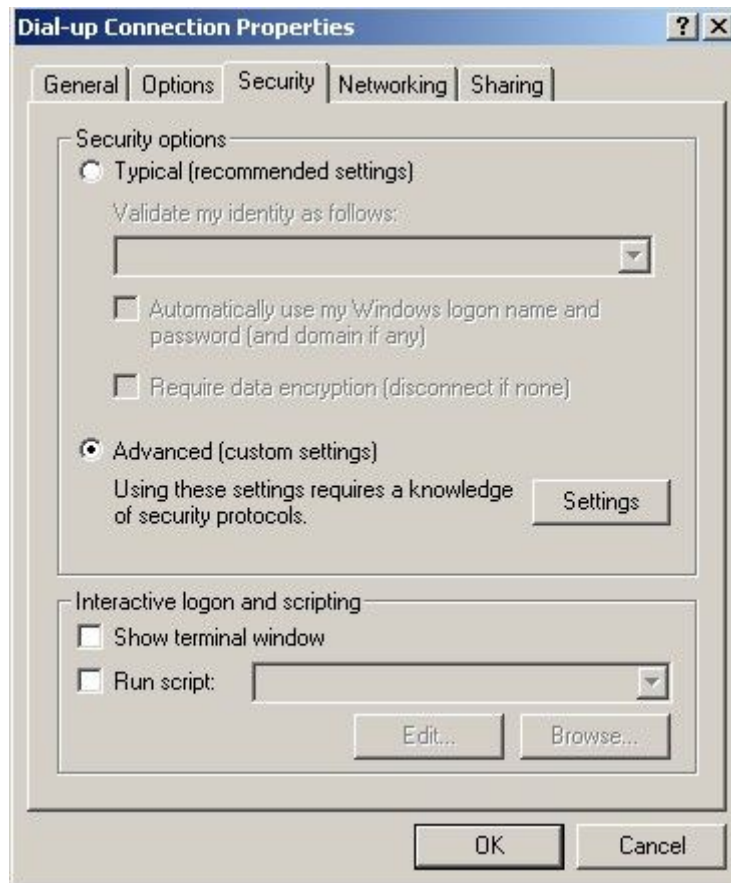 Dial-up Connection Properties
General
Options
Security
Networking
Sharing
Security options
Typical (recommended settings)
Validate my identity as follows:
Automatically use my Windows logon name and
password (and domain if any)
Require data encryption (disconnect if none)
Advanced (custom settings)
Using these settings requires a knowledge
of security protocols.
Settings
Interactive logon and scripting
Show terminal window
Run script:
Edit...
Browse...
OK
Cancel